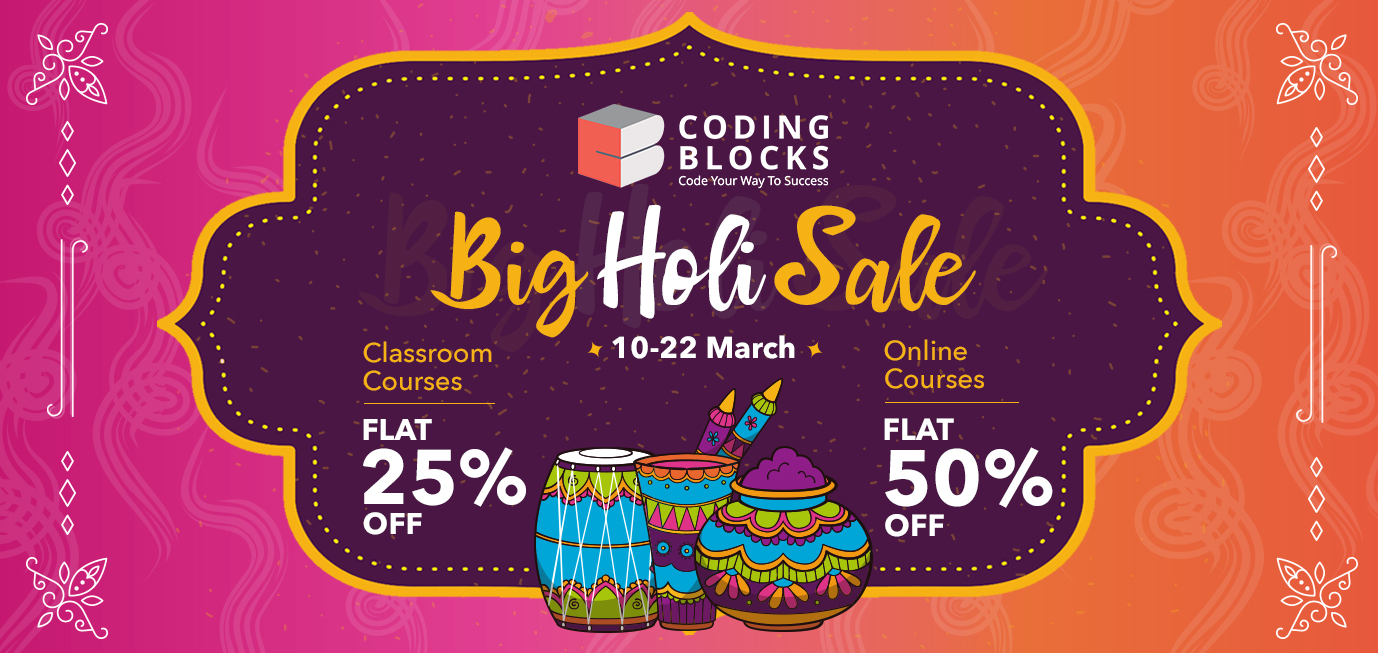 CODING
BLOCKS
Code Your Way To Success
Big Holi Sale
10-22 March
Classroom
Courses
FLAT
25%
OFF
Online
Courses
FLAT
50%
OFF